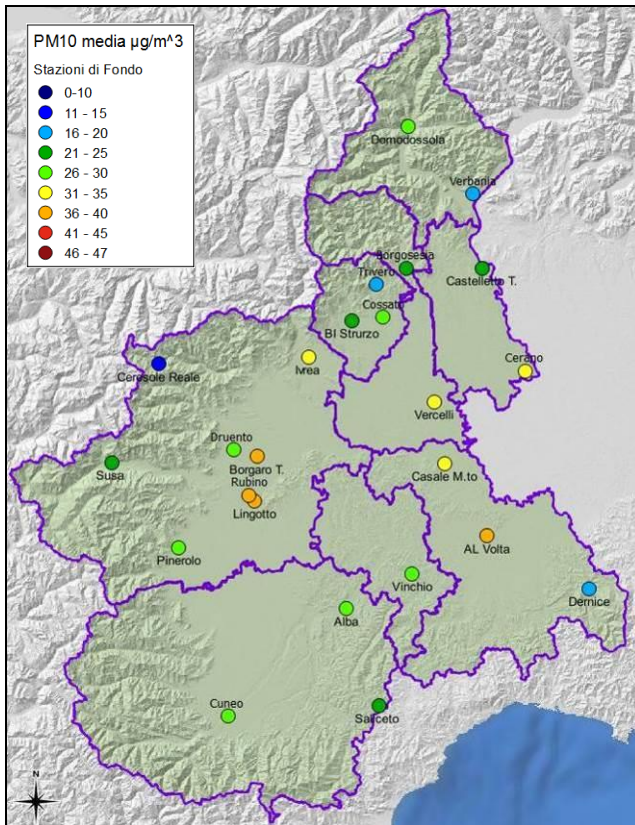 PM10 media µg/m^3
Stazioni di Fondo
0-10
11 - 15
16 - 20
21 - 25
26 - 30
31 - 35
36 - 40
41 - 45
46 - 47
Domodossola
Verbania
Borgosesia
Trivero
Castelletto T.
Cossato
BI Strurzo
Ceresole Reale
Ivrea
Cerano
Vercelli
Druento
Borgaro T.
Susa
Rubino
Casale M.to
Lingotto
AL Volta
Pinerolo
Vinchio
Dernice
Alba
Cuneo
Saliceto
N